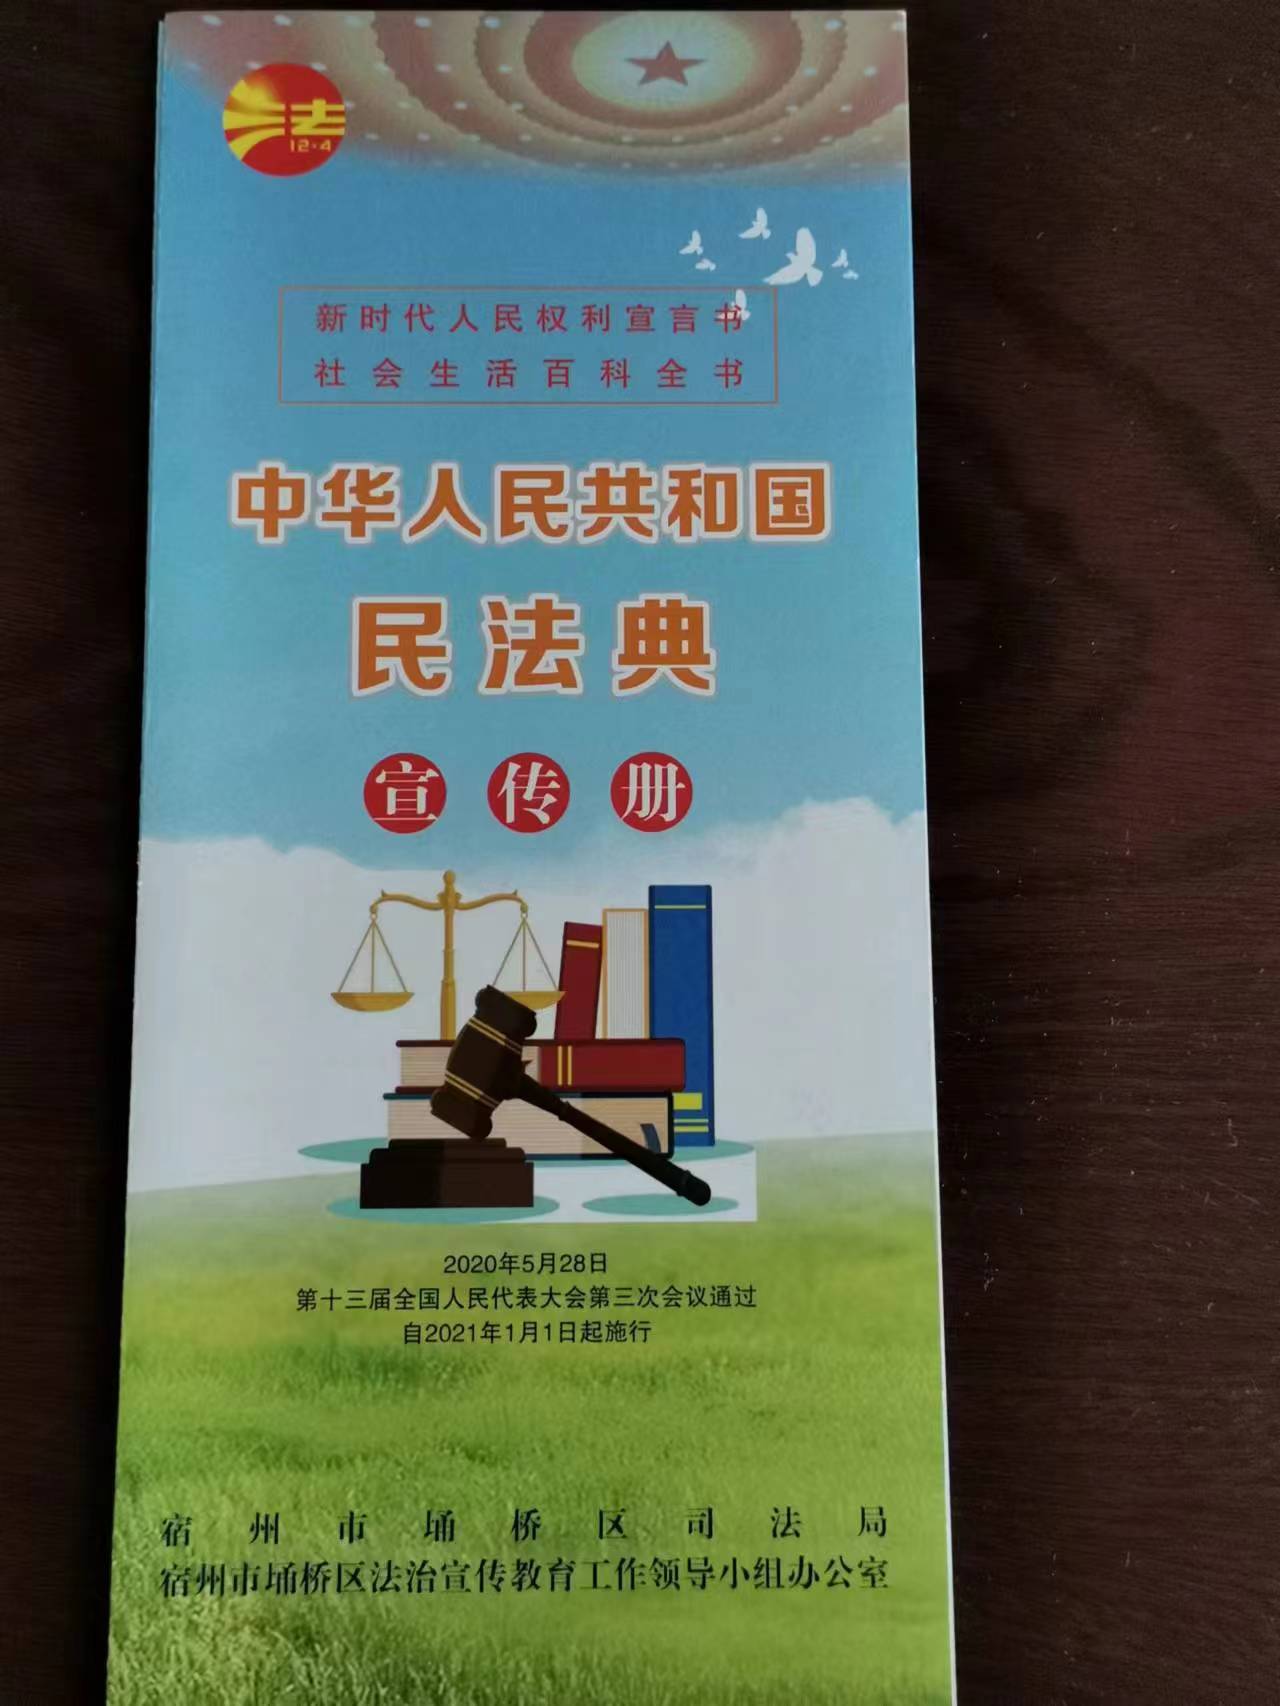 法
12·4
新时代人民权利宣言书
社会生活百科全书
中华人民共和国
民法典
宣传册
2020年5月28日
第十三届全国人民代表大会第三次会议通过
自2021年1月1日起施行
宿州市埇桥区司法局
宿州市埇桥区法治宣传教育工作领导小组办公室